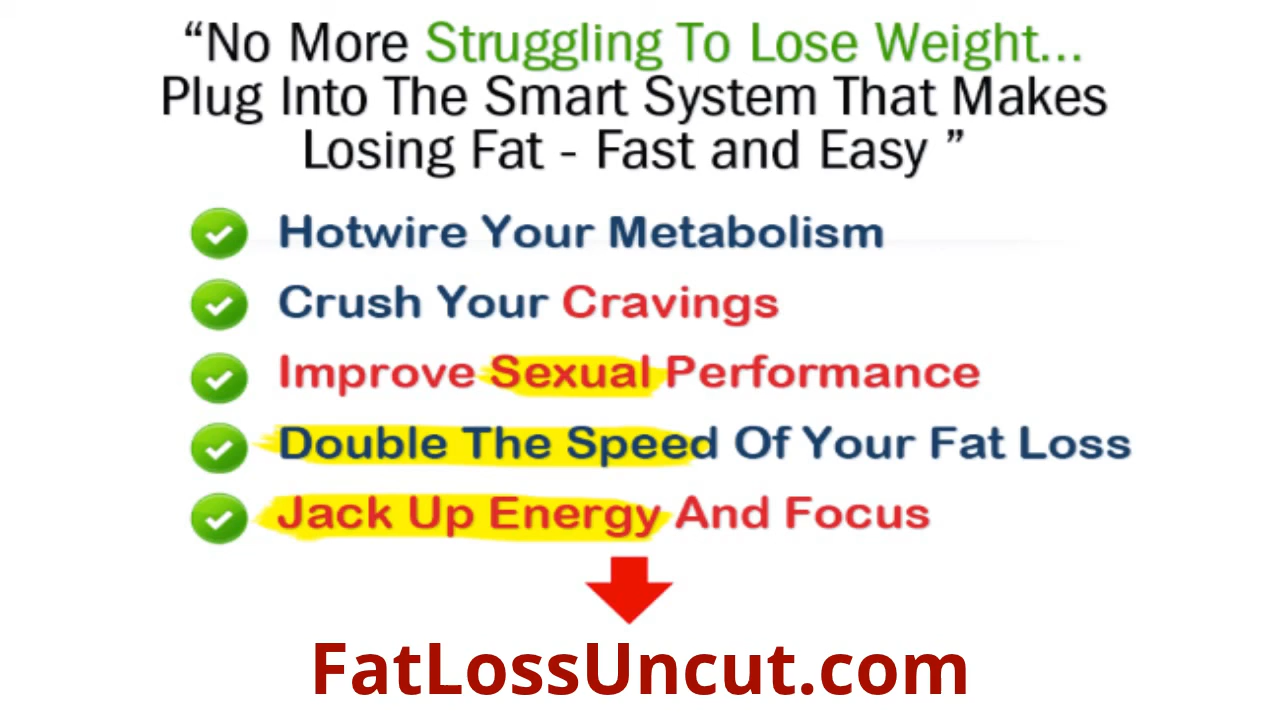 “No More Struggling To Lose Weight...
Plug Into The Smart System That Makes
Losing Fat - Fast and Easy ”
Hotwire Your Metabolism
Crush Your Cravings
Improve Sexual Performance
Double The Speed Of Your Fat Loss
Jack Up Energy And Focus
FatLossUncut.com